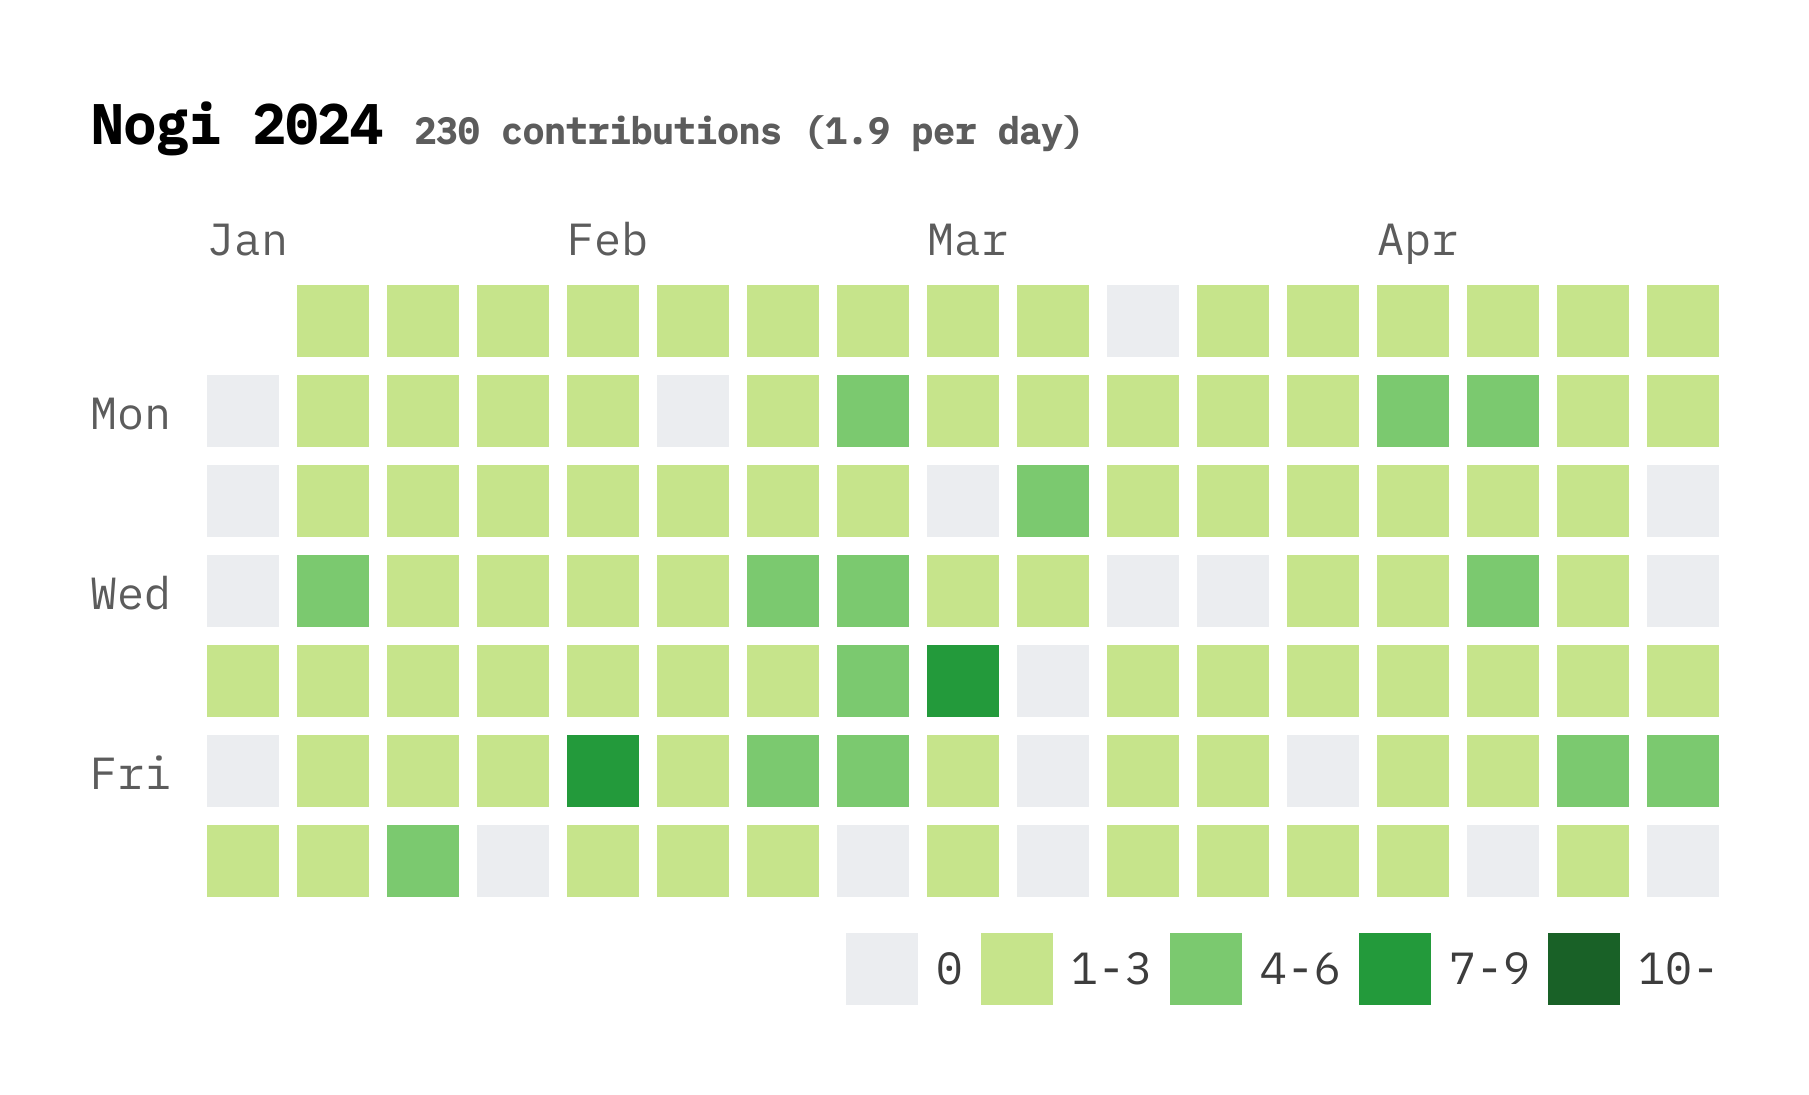 Nogi 2024 230 contributions (1.9 per day)
Jan Feb Mar Apr
Mon
Wed
Fri
0 1-3 4-6 7-9 10-